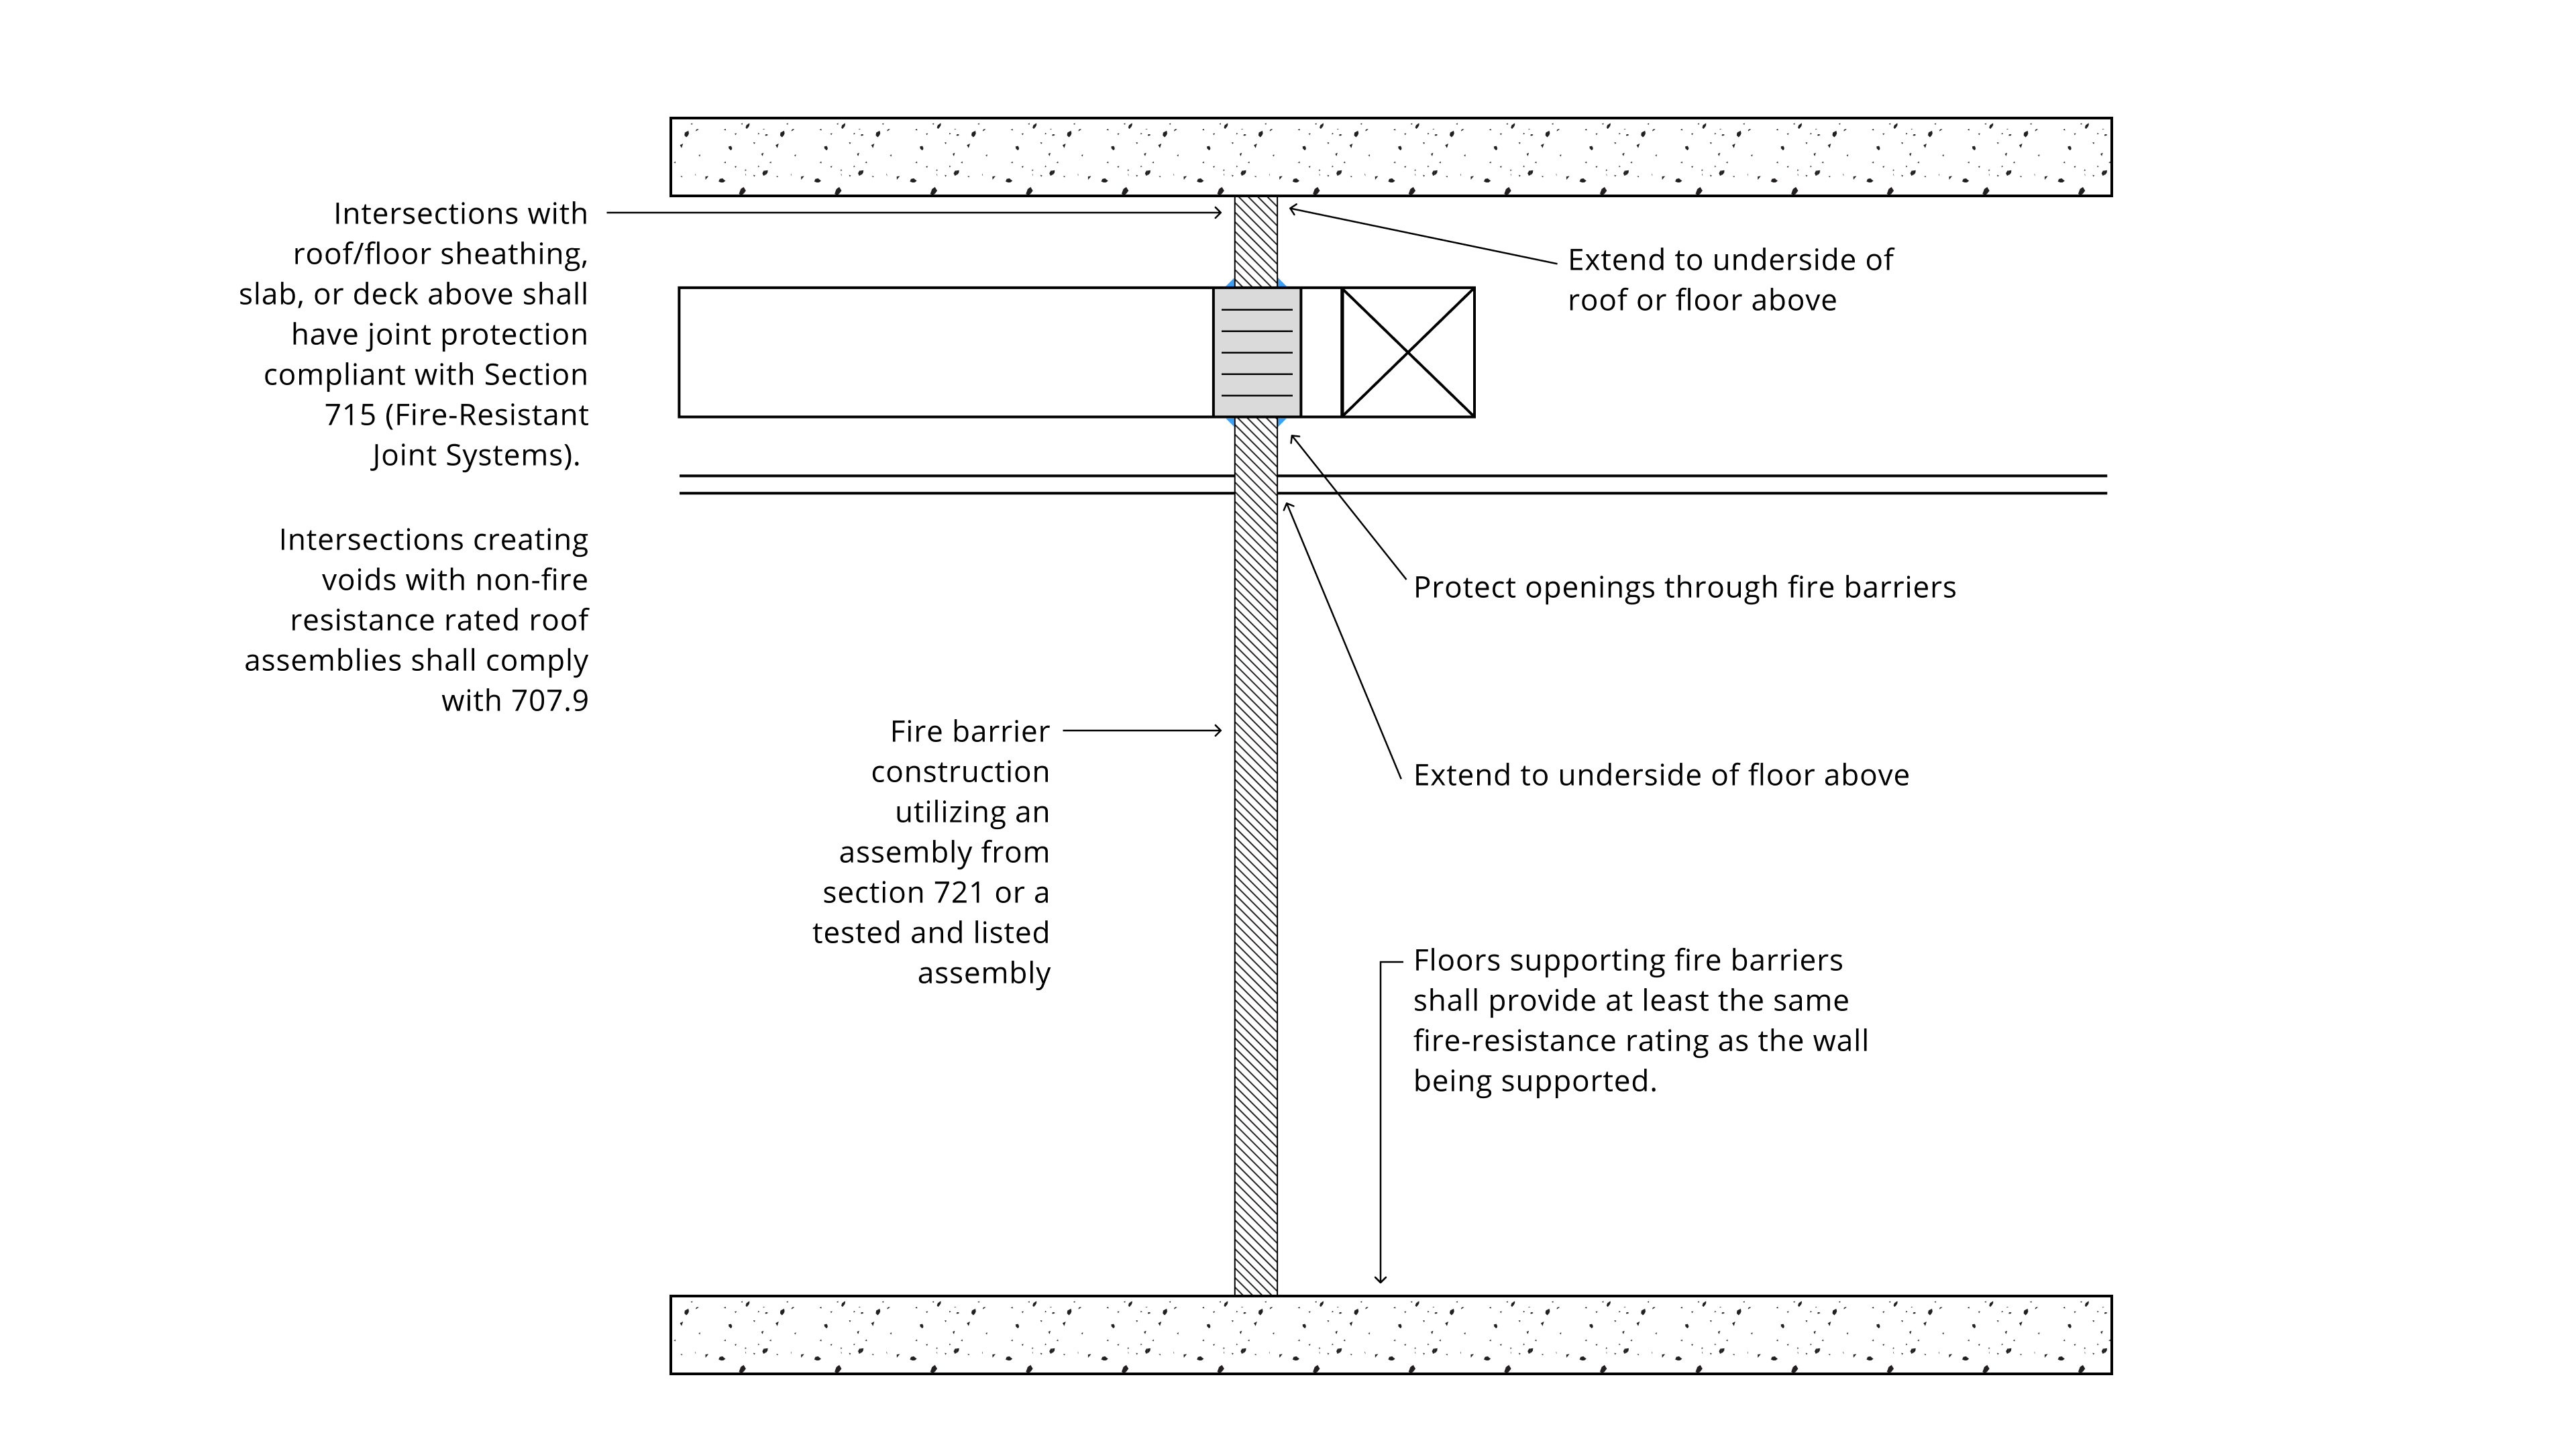 Intersections with
roof/floor sheathing,
slab, or deck above shall
have joint protection
compliant with Section
715 (Fire-Resistant
Joint Systems).
Intersections creating
voids with non-fire
resistance rated roof
assemblies shall comply
with 707.9
Extend to underside of
roof or floor above
Protect openings through fire barriers
Fire barrier
construction
utilizing an
assembly from
section 721 or a
tested and listed
assembly
Extend to underside of floor above
Floors supporting fire barriers
shall provide at least the same
fire-resistance rating as the wall
being supported.